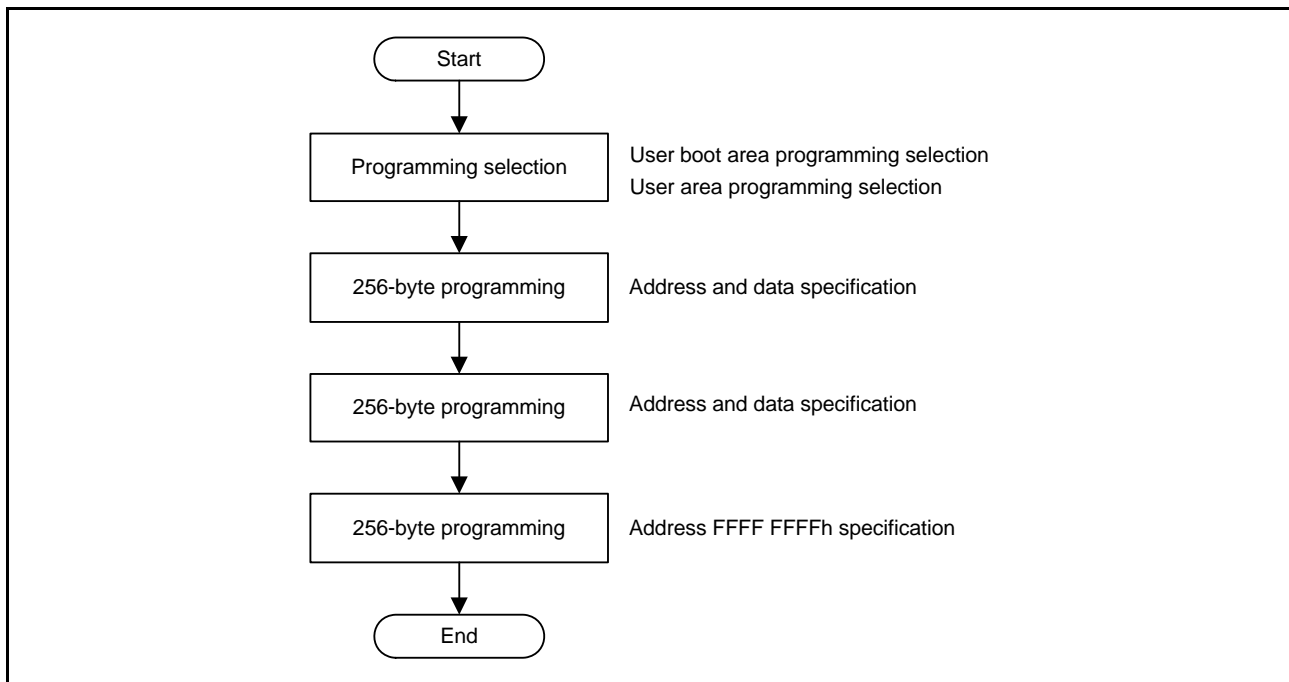 Start
Programming selection
User boot area programming selection
User area programming selection
256-byte programming
Address and data specification
256-byte programming
Address and data specification
256-byte programming
Address FFFF FFFFh specification
End